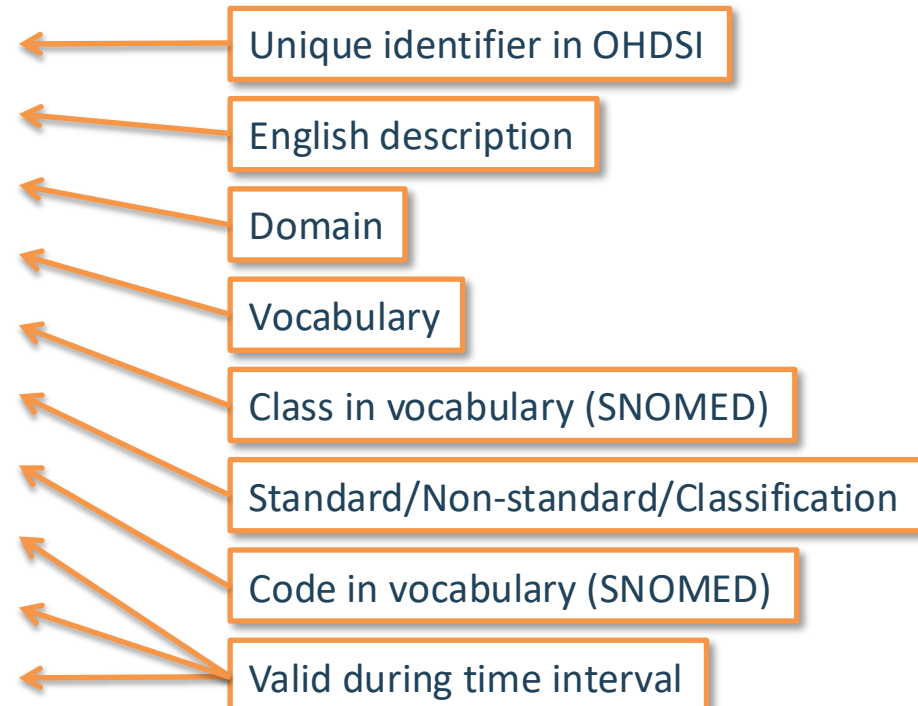 Unique identifier in OHDSI
English description
Domain
Vocabulary
Class in vocabulary (SNOMED)
Standard/Non-standard/Classification
Code in vocabulary (SNOMED)
Valid during time interval